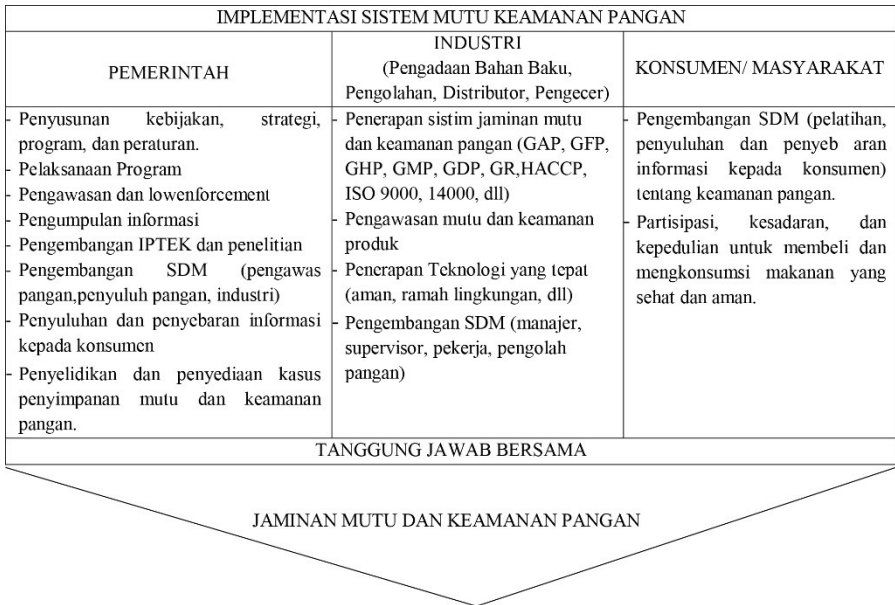 IMPLEMENTASI SISTEM MUTU KEAMANAN PANGAN
PEMERINTAH
INDUSTRI
(Pengadaan Bahan Baku,
Pengolahan, Distributor, Pengecer)
KONSUMEN/ MASYARAKAT
- Penyusunan kebijakan, strategi,
program, dan peraturan.
- Pelaksanaan Program
- Pengawasan dan lowenforcement
- Pengumpulan informasi
- Pengembangan IPTEK dan penelitian
- Pengembangan SDM (pengawas
pangan,penyuluh pangan, industri)
- Penyuluhan dan penyebaran informasi
kepada konsumen
- Penyelidikan dan penyediaan kasus
penyimpanan mutu dan keamanan
pangan.
- Penerapan sistim jaminan mutu
dan keamanan pangan (GAP, GFP,
GHP, GMP, GDP, GR,HACCP,
ISO 9000, 14000, dll)
- Pengawasan mutu dan keamanan
produk
- Penerapan Teknologi yang tepat
(aman, ramah lingkungan, dll)
- Pengembangan SDM (manajer,
supervisor, pekerja, pengolah
pangan)
- Pengembangan SDM (pelatihan,
penyuluhan dan penyeb aran
informasi kepada konsumen)
tentang keamanan pangan.
- Partisipasi, kesadaran, dan
kepedulian untuk membeli dan
mengkonsumsi makanan yang
sehat dan aman.
TANGGUNG JAWAB BERSAMA
JAMINAN MUTU DAN KEAMANAN PANGAN